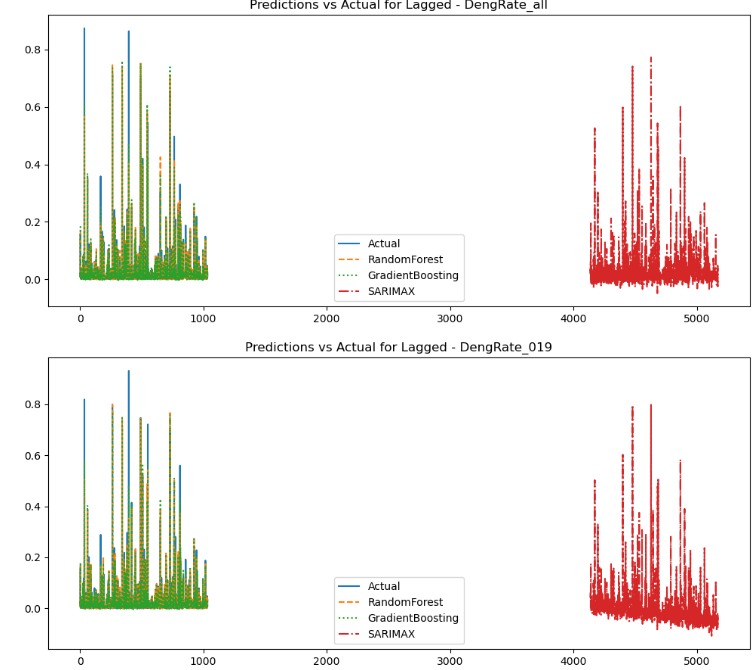 Predictions vs Actual for Lagged - DengRate_all
0.8
0.6
0.4
0.2
0.0
Actual
RandomForest
GradientBoosting
SARIMAX
0 1000 2000 3000 4000 5000
Predictions vs Actual for Lagged - DengRate_019
0.8
0.6
0.4
0.2
0.0
Actual
RandomForest
GradientBoosting
SARIMAX
0 1000 2000 3000 4000 5000